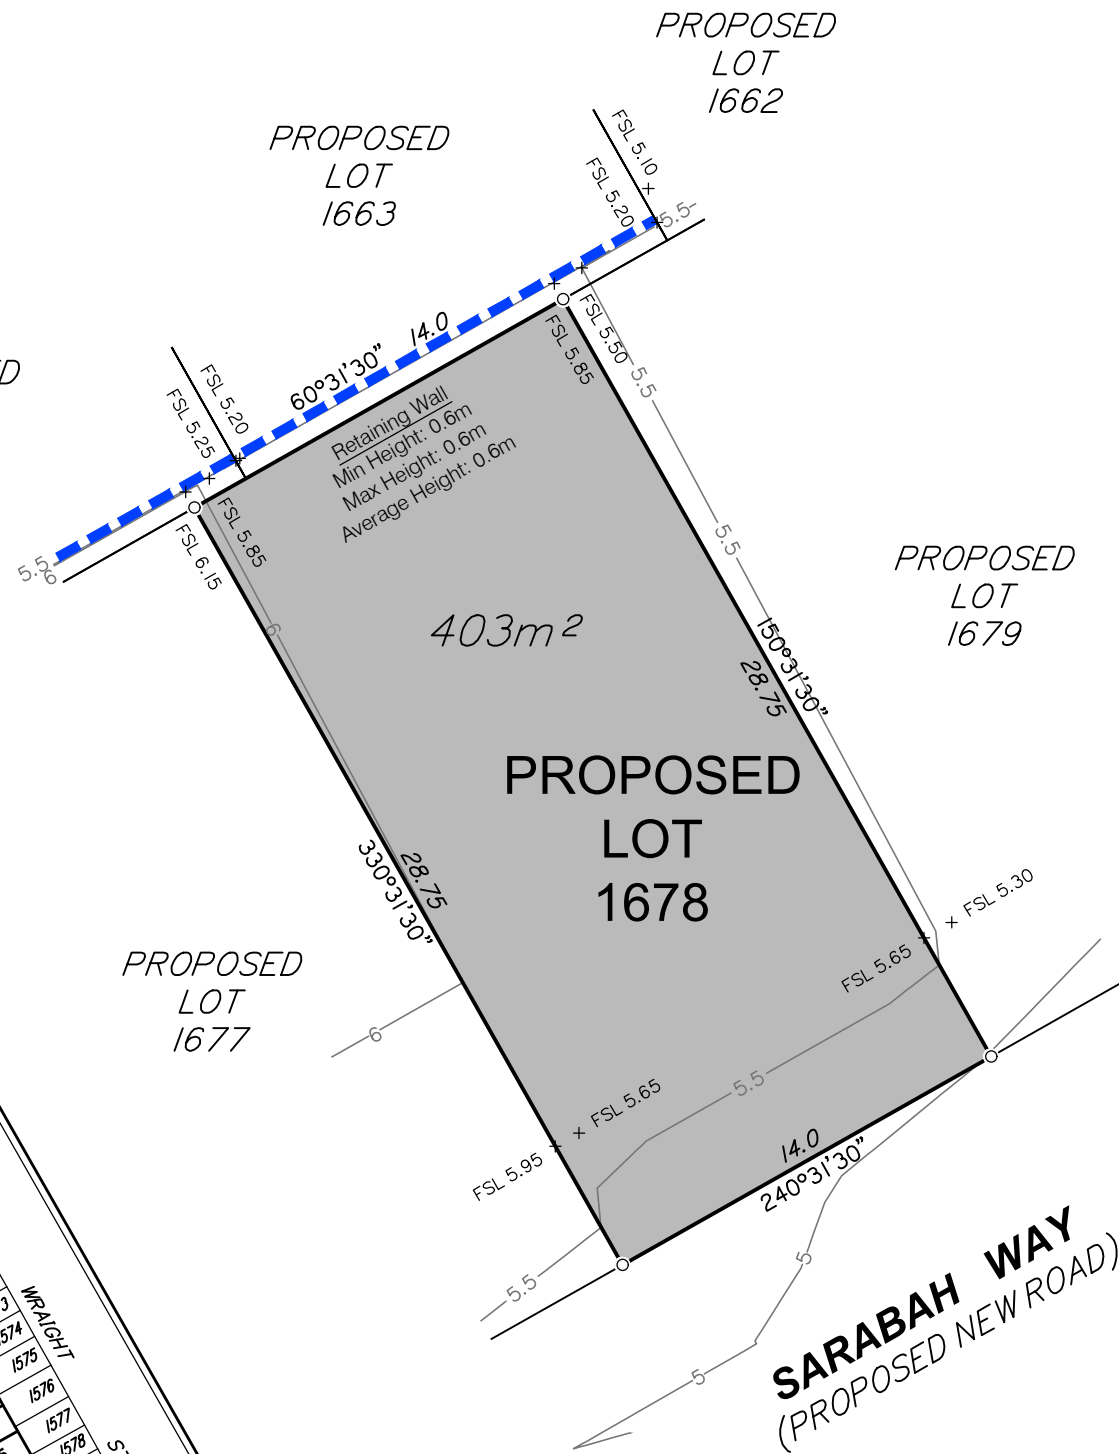 PROPOSED
LOT
1662
PROPOSED
LOT
1663
FSL 5.10
FSL 5.20
5.5
14.0
60°31'30"
FSL 5.20
FSL 5.25
FSL 5.50
FSL 5.85
5.5
Retaining Wall
Min Height: 0.6m
Max Height: 0.6m
Average Height: 0.6m
FSL 5.85
FSL 6.15
5.5
6
6
5.5
403m²
PROPOSED
LOT
1679
150°31'30"
28.75
PROPOSED
LOT
1678
28.75
330°31'30"
FSL 5.30
FSL 5.65
PROPOSED
LOT
1677
6
5.5
FSL 5.65
FSL 5.95
14.0
240°31'30"
5.5
5
5
SARABAH WAY
(PROPOSED NEW ROAD)
WRAIGHT
3
574
1575
1576
1577
1578